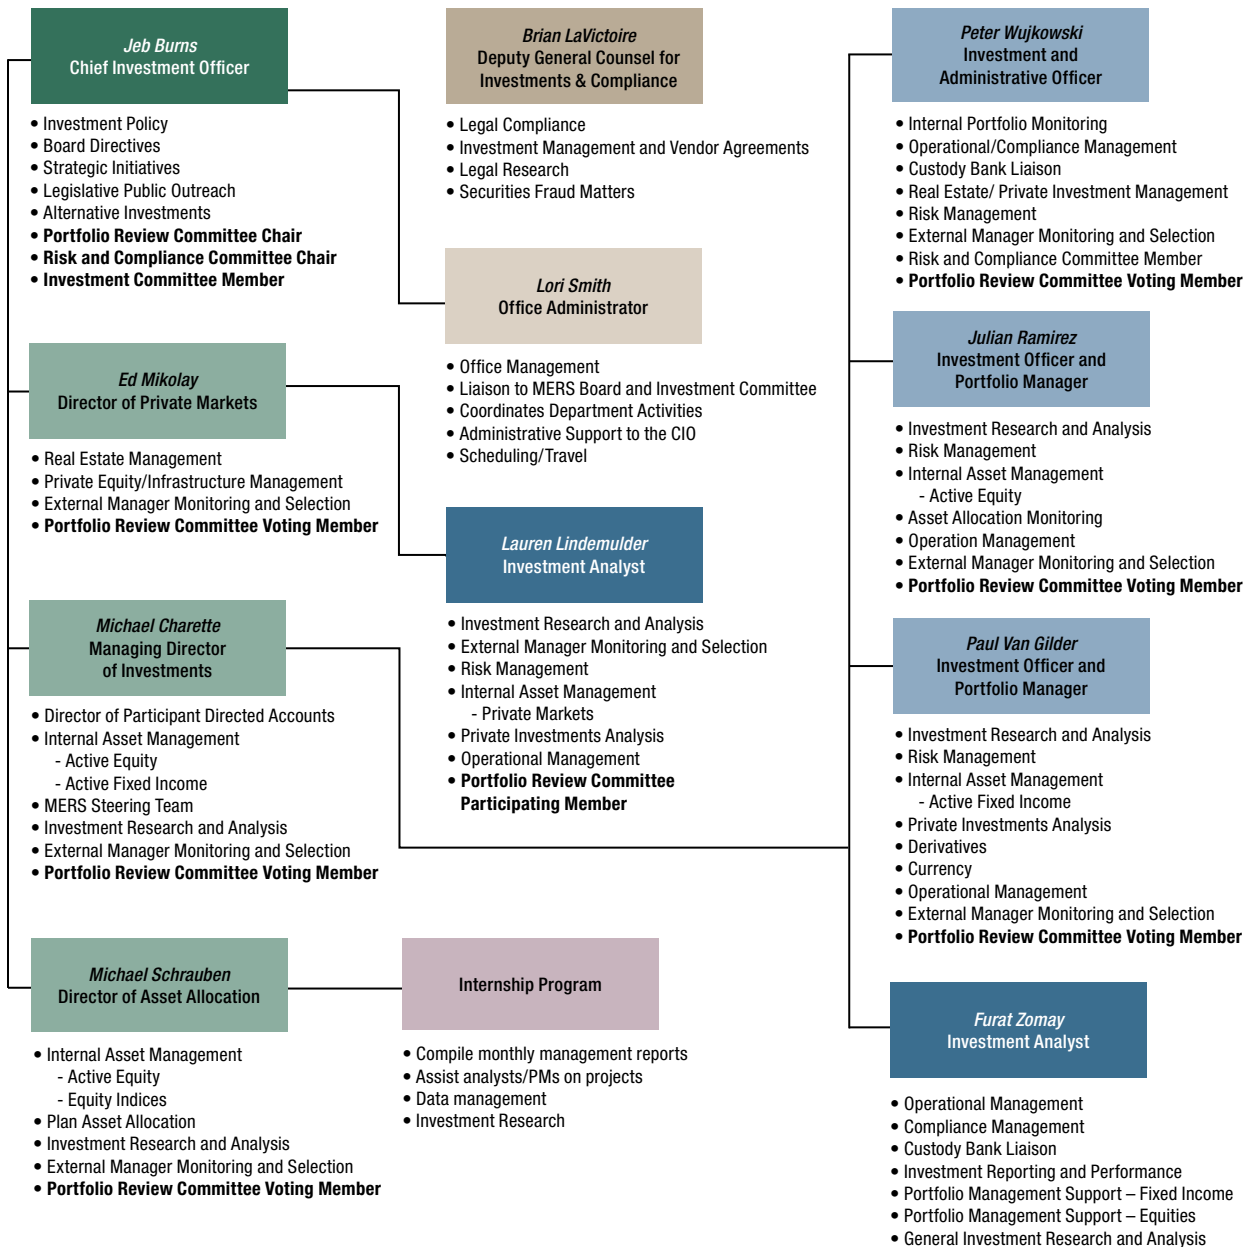 Jeb Burns
Chief Investment Officer
• Investment Policy
• Board Directives
• Strategic Initiatives
• Legislative Public Outreach
• Alternative Investments
• Portfolio Review Committee Chair
• Risk and Compliance Committee Chair
• Investment Committee Member
Ed Mikolay
Director of Private Markets
• Real Estate Management
• Private Equity/Infrastructure Management
• External Manager Monitoring and Selection
• Portfolio Review Committee Voting Member
Michael Charette
Managing Director
of Investments
• Director of Participant Directed Accounts
• Internal Asset Management
- Active Equity
- Active Fixed Income
• MERS Steering Team
• Investment Research and Analysis
• External Manager Monitoring and Selection
• Portfolio Review Committee Voting Member
Michael Schrauben
Director of Asset Allocation
• Internal Asset Management
- Active Equity
- Equity Indices
• Plan Asset Allocation
• Investment Research and Analysis
• External Manager Monitoring and Selection
• Portfolio Review Committee Voting Member
Brian LaVictoire
Deputy General Counsel for
Investments & Compliance
• Legal Compliance
• Investment Management and Vendor Agreements
• Legal Research
• Securities Fraud Matters
Lori Smith
Office Administrator
• Office Management
• Liaison to MERS Board and Investment Committee
• Coordinates Department Activities
• Administrative Support to the CIO
• Scheduling/Travel
Lauren Lindemulder
Investment Analyst
• Investment Research and Analysis
• External Manager Monitoring and Selection
• Risk Management
• Internal Asset Management
- Private Markets
• Private Investments Analysis
• Operational Management
• Portfolio Review Committee
Participating Member
Internship Program
• Compile monthly management reports
• Assist analysts/PMs on projects
• Data management
• Investment Research
Peter Wujkowski
Investment and
Administrative Officer
• Internal Portfolio Monitoring
• Operational/Compliance Management
• Custody Bank Liaison
• Real Estate/ Private Investment Management
• Risk Management
• External Manager Monitoring and Selection
• Risk and Compliance Committee Member
• Portfolio Review Committee Voting Member
Julian Ramirez
Investment Officer and
Portfolio Manager
• Investment Research and Analysis
• Risk Management
• Internal Asset Management
- Active Equity
• Asset Allocation Monitoring
• Operation Management
• External Manager Monitoring and Selection
• Portfolio Review Committee Voting Member
Paul Van Gilder
Investment Officer and
Portfolio Manager
• Investment Research and Analysis
• Risk Management
• Internal Asset Management
- Active Fixed Income
• Private Investments Analysis
• Derivatives
• Currency
• Operational Management
• External Manager Monitoring and Selection
• Portfolio Review Committee Voting Member
Furat Zomay
Investment Analyst
• Operational Management
• Compliance Management
• Custody Bank Liaison
• Investment Reporting and Performance
• Portfolio Management Support – Fixed Income
• Portfolio Management Support – Equities
• General Investment Research and Analysis